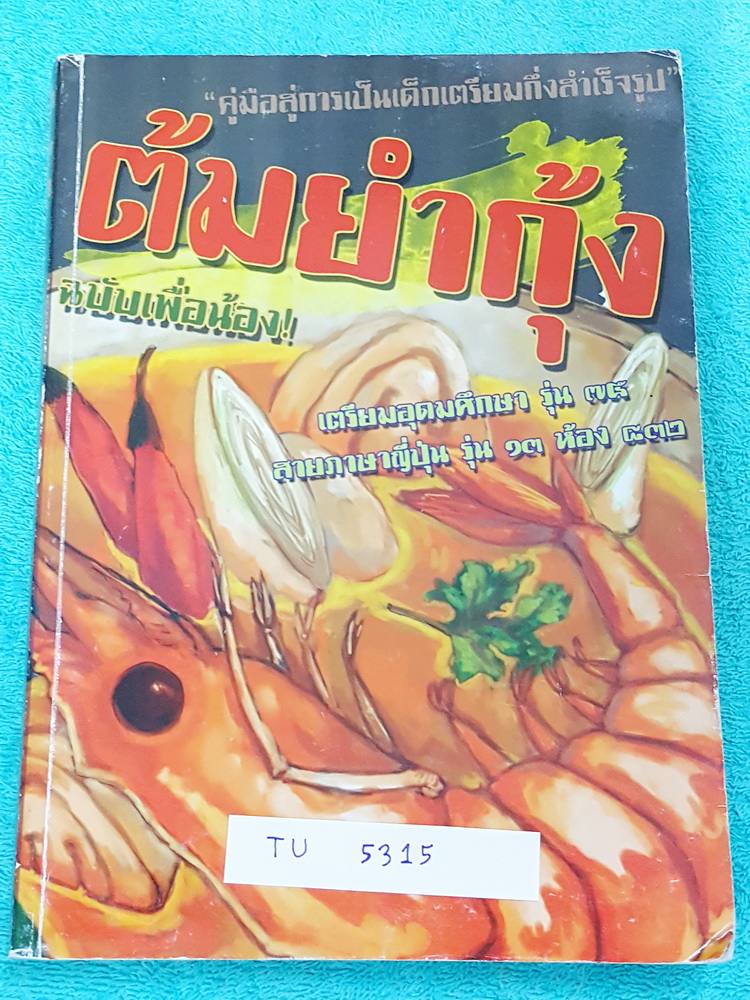 “คู่มือสู่การเป็นเด็กเตรียมกึ่งสำเร็จรูป”
ต้มยำกุ้ง
ฉบับเพื่อน้อง!
เตรียมอุดมศึกษา รุ่น ๗๕
สายภาษาญี่ปุ่น รุ่น ๑๓ ห้อง ๘๓๒
TU 5315